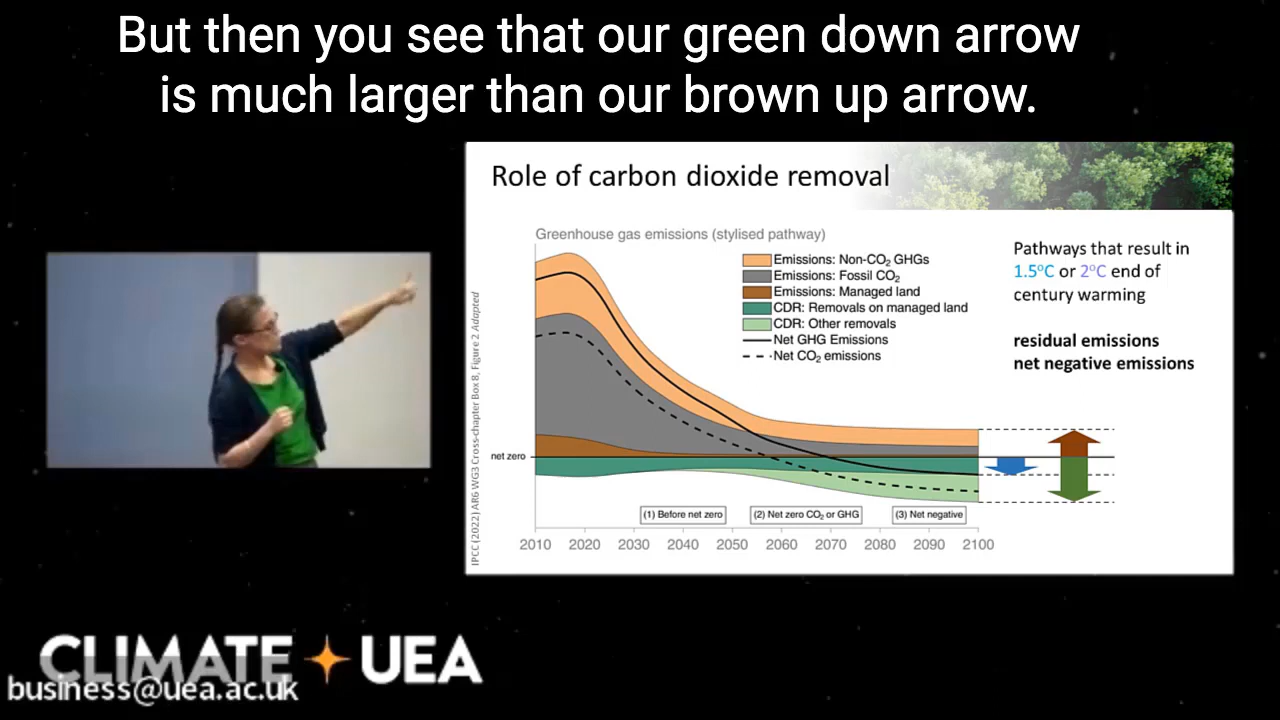 But then you see that our green down arrow
is much larger than our brown up arrow.
Role of carbon dioxide removal
Greenhouse gas emissions (stylised pathway)
Emissions: Non-CO₂ GHGs
Emissions: Fossil CO₂
Emissions: Managed land
CDR: Removals on managed land
CDR: Other removals
Net GHG Emissions
Net CO₂ emissions
Pathways that result in
1.5°C or 2°C end of
century warming
residual emissions
net negative emissions
IPCC (2022) AR6 WG3 Cross-chapter Box 8, Figure 2 Adapted
net zero
(1) Before net zero
(2) Net zero CO₂ or GHG
(3) Net negative
2010 2020 2030 2040 2050 2060 2070 2080 2090 2100
CLIMATE UEA
business@uea.ac.uk